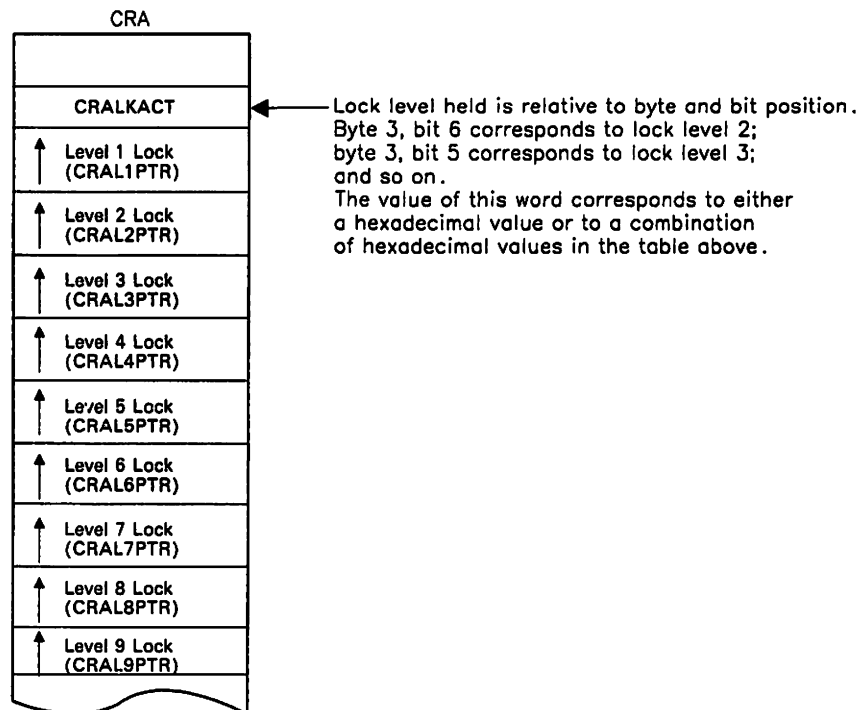 CRA
CRALKACT
Lock level held is relative to byte and bit position.
Byte 3, bit 6 corresponds to lock level 2;
byte 3, bit 5 corresponds to lock level 3;
and so on.
The value of this word corresponds to either
a hexadecimal value or to a combination
of hexadecimal values in the table above.
Level 1 Lock
(CRAL1PTR)
Level 2 Lock
(CRAL2PTR)
Level 3 Lock
(CRAL3PTR)
Level 4 Lock
(CRAL4PTR)
Level 5 Lock
(CRAL5PTR)
Level 6 Lock
(CRAL6PTR)
Level 7 Lock
(CRAL7PTR)
Level 8 Lock
(CRAL8PTR)
Level 9 Lock
(CRAL9PTR)